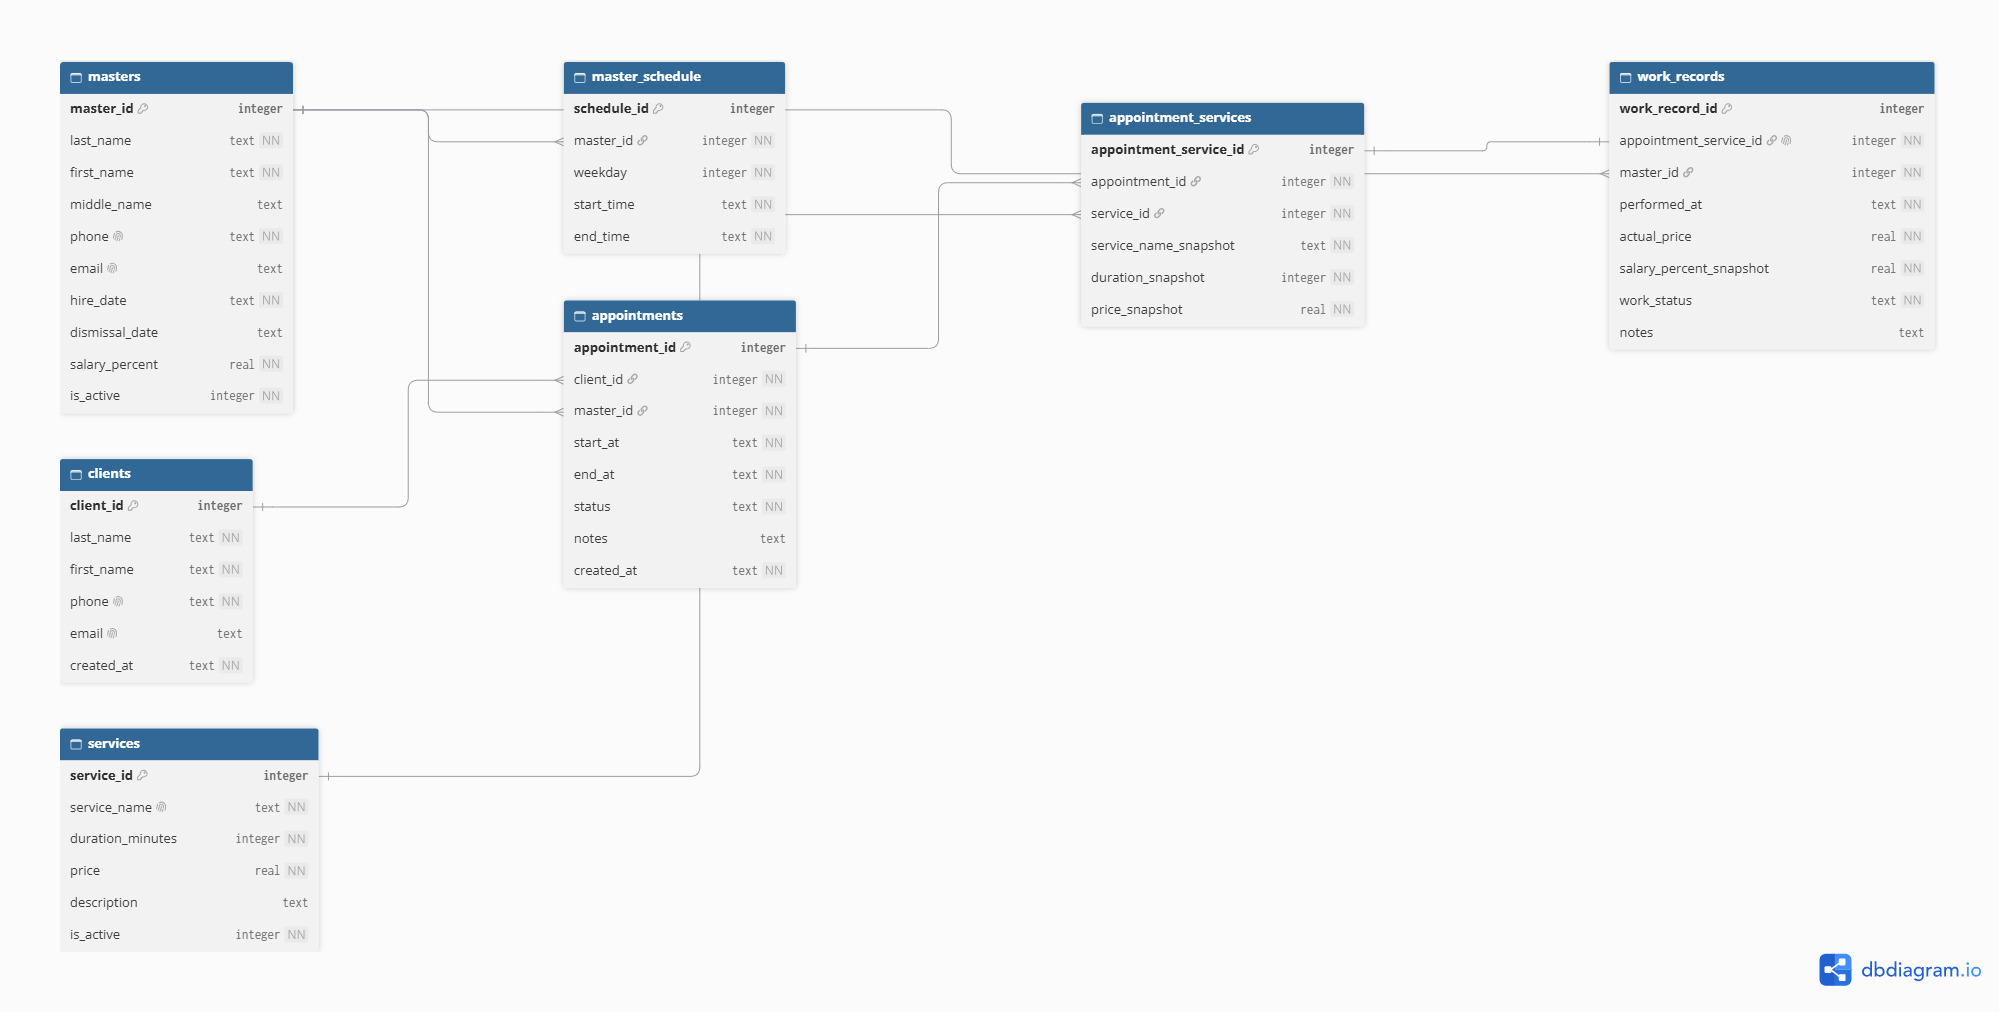 masters
master_id integer
last_name text NN
first_name text NN
middle_name text
phone text NN
email text
hire_date text NN
dismissal_date text
salary_percent real NN
is_active integer NN
clients
client_id integer
last_name text NN
first_name text NN
phone text NN
email text
created_at text NN
services
service_id integer
service_name text NN
duration_minutes integer NN
price real NN
description text
is_active integer NN
master_schedule
schedule_id integer
master_id integer NN
weekday integer NN
start_time text NN
end_time text NN
appointments
appointment_id integer
client_id integer NN
master_id integer NN
start_at text NN
end_at text NN
status text NN
notes text
created_at text NN
appointment_services
appointment_service_id integer
appointment_id integer NN
service_id integer NN
service_name_snapshot text NN
duration_snapshot integer NN
price_snapshot real NN
work_records
work_record_id integer
appointment_service_id integer NN
master_id integer NN
performed_at text NN
actual_price real NN
salary_percent_snapshot real NN
work_status text NN
notes text
dbdiagram.io